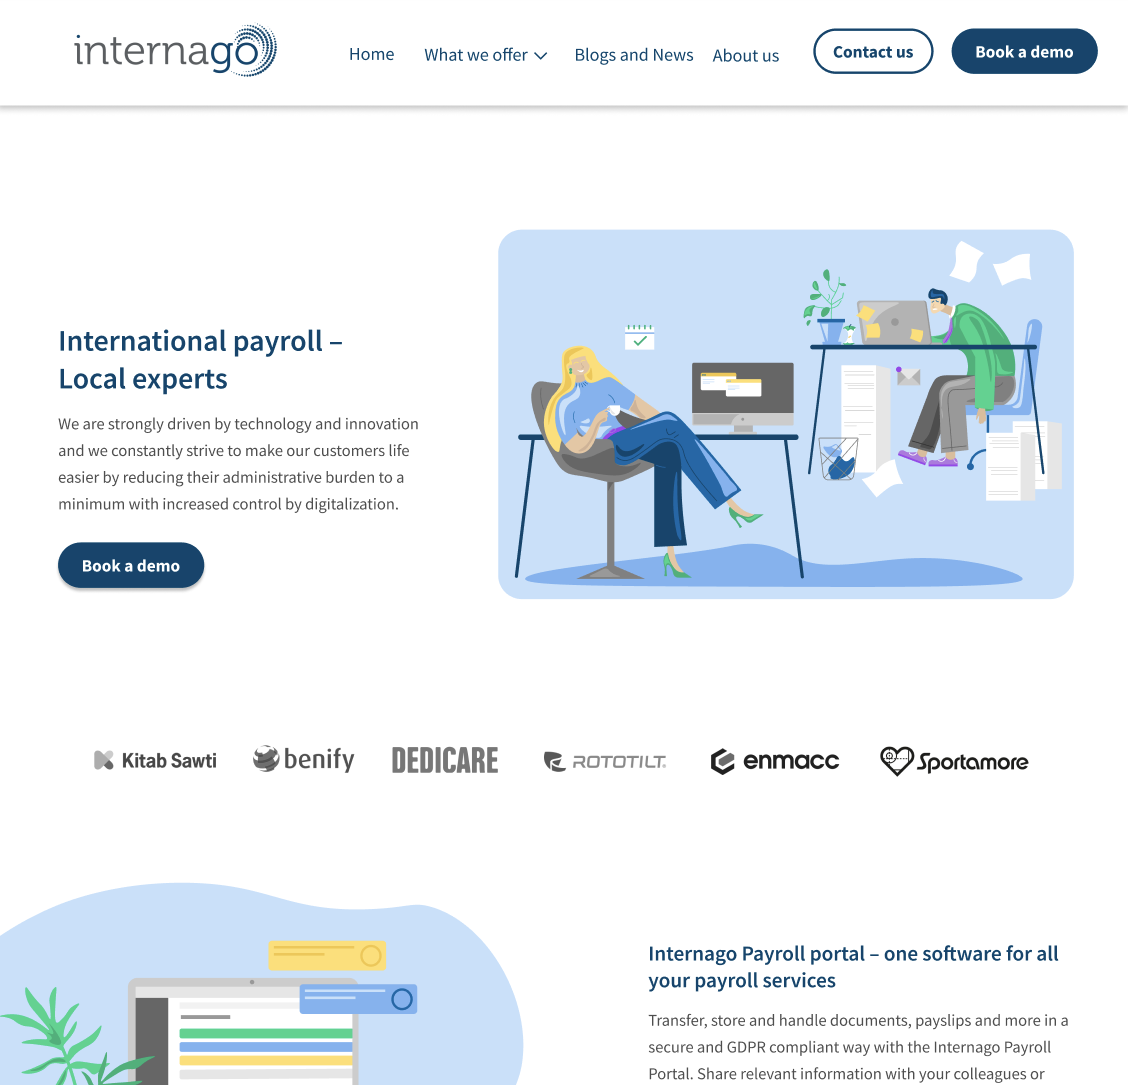 internago
Home
What we offer
Blogs and News
About us
Contact us
Book a demo
International payroll –
Local experts
We are strongly driven by technology and innovation
and we constantly strive to make our customers life
easier by reducing their administrative burden to a
minimum with increased control by digitalization.
Book a demo
Kitab Sawti
benify
DEDICARE
ROTOTILT®
enmacc
Sportamore
Internago Payroll portal – one software for all
your payroll services
Transfer, store and handle documents, payslips and more in a
secure and GDPR compliant way with the Internago Payroll
Portal. Share relevant information with your colleagues or